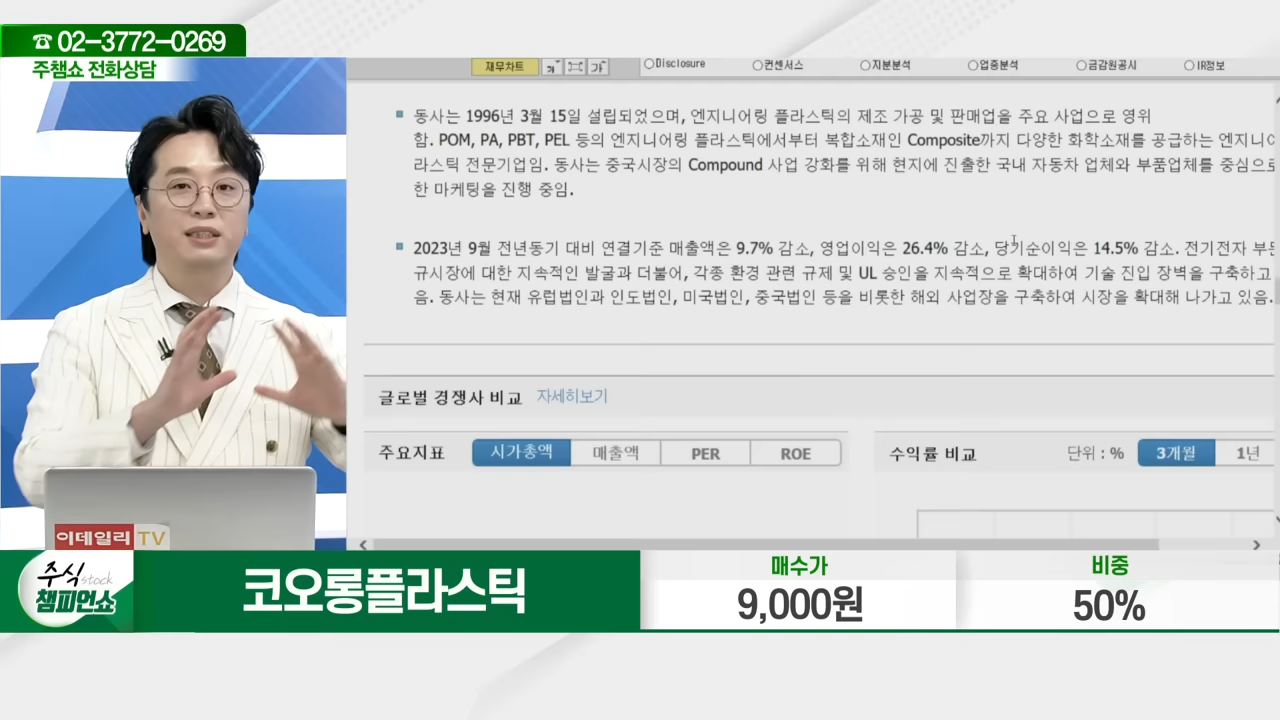 ☎ 02-3772-0269
주챔쇼 전화상담
재무차트
가
가
Disclosure
컨센서스
지분분석
업종분석
금감원공시
IR정보
동사는 1996년 3월 15일 설립되었으며, 엔지니어링 플라스틱의 제조 가공 및 판매업을 주요 사업으로 영위
함. POM, PA, PBT, PEL 등의 엔지니어링 플라스틱에서부터 복합소재인 Composite까지 다양한 화학소재를 공급하는 엔지니어
라스틱 전문기업임. 동사는 중국시장의 Compound 사업 강화를 위해 현지에 진출한 국내 자동차 업체와 부품업체를 중심으로
한 마케팅을 진행 중임.
2023년 9월 전년동기 대비 연결기준 매출액은 9.7% 감소, 영업이익은 26.4% 감소, 당기순이익은 14.5% 감소. 전기전자 부문
규시장에 대한 지속적인 발굴과 더불어, 각종 환경 관련 규제 및 UL 승인을 지속적으로 확대하여 기술 진입 장벽을 구축하고
음. 동사는 현재 유럽법인과 인도법인, 미국법인, 중국법인 등을 비롯한 해외 사업장을 구축하여 시장을 확대해 나가고 있음.
글로벌 경쟁사 비교 자세히보기
주요지표 시가총액 매출액 PER ROE
수익률 비교 단위 : % 3개월 1년
이데일리 TV
주식 stock
챔피언쇼
코오롱플라스틱
매수가
9,000원
비중
50%